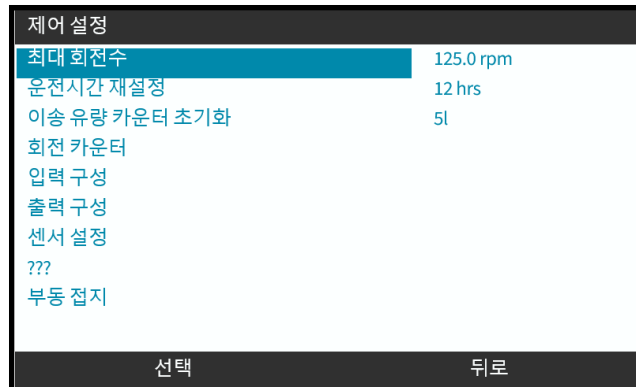 제어 설정
최대 회전수 125.0 rpm
운전시간 재설정 12 hrs
이송 유량 카운터 초기화 5l
회전 카운터
입력 구성
출력 구성
센서 설정
???
부동 접지
선택 뒤로